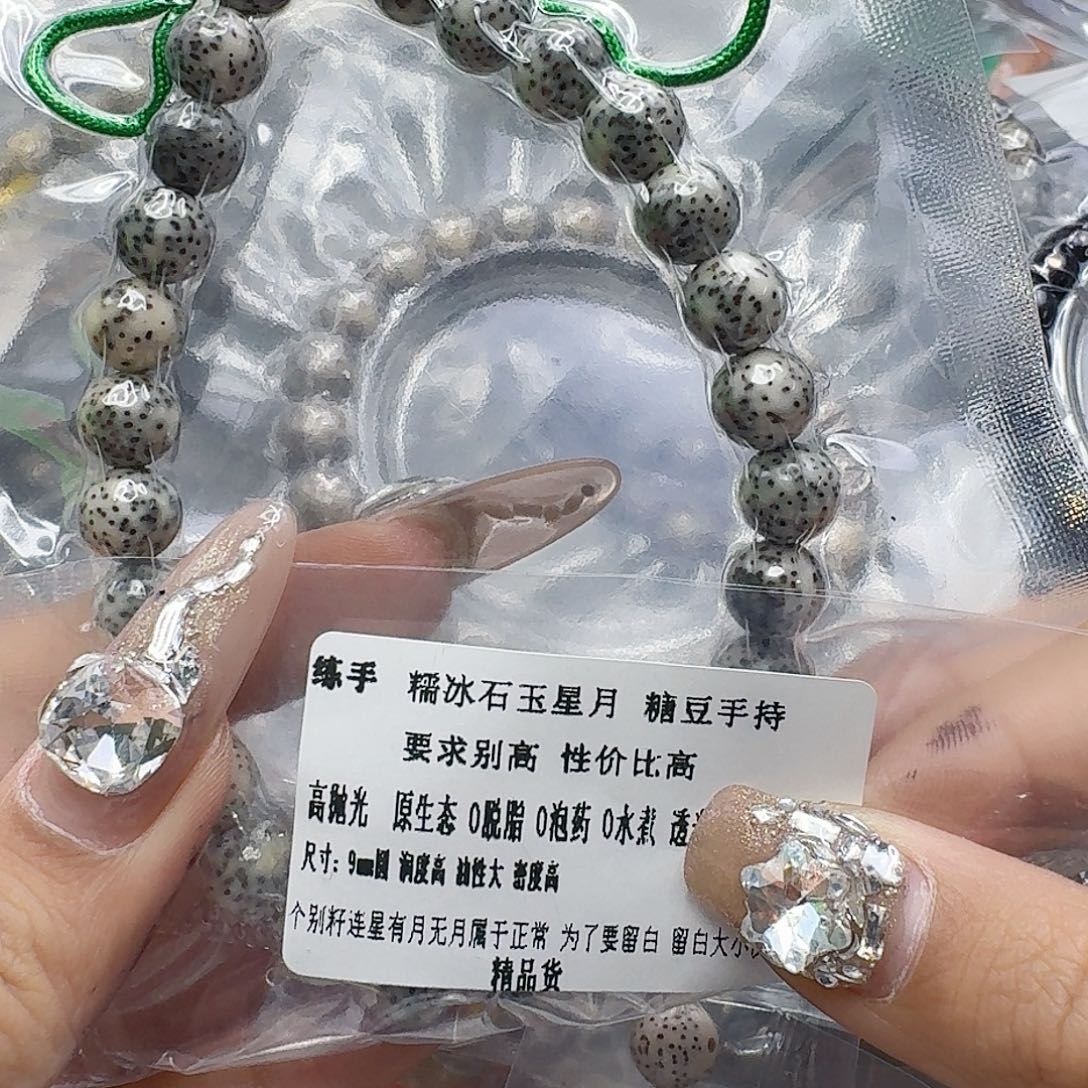 练手 糯冰石玉星月 糖豆手持
要求别高 性价比高
高抛光 原生态 0脱脂 0泡药 0水煮 透
尺寸：9mm圆 润度高 油性大 密度高
个别籽连星有月无月属于正常 为了要留白 留白大小
精品货